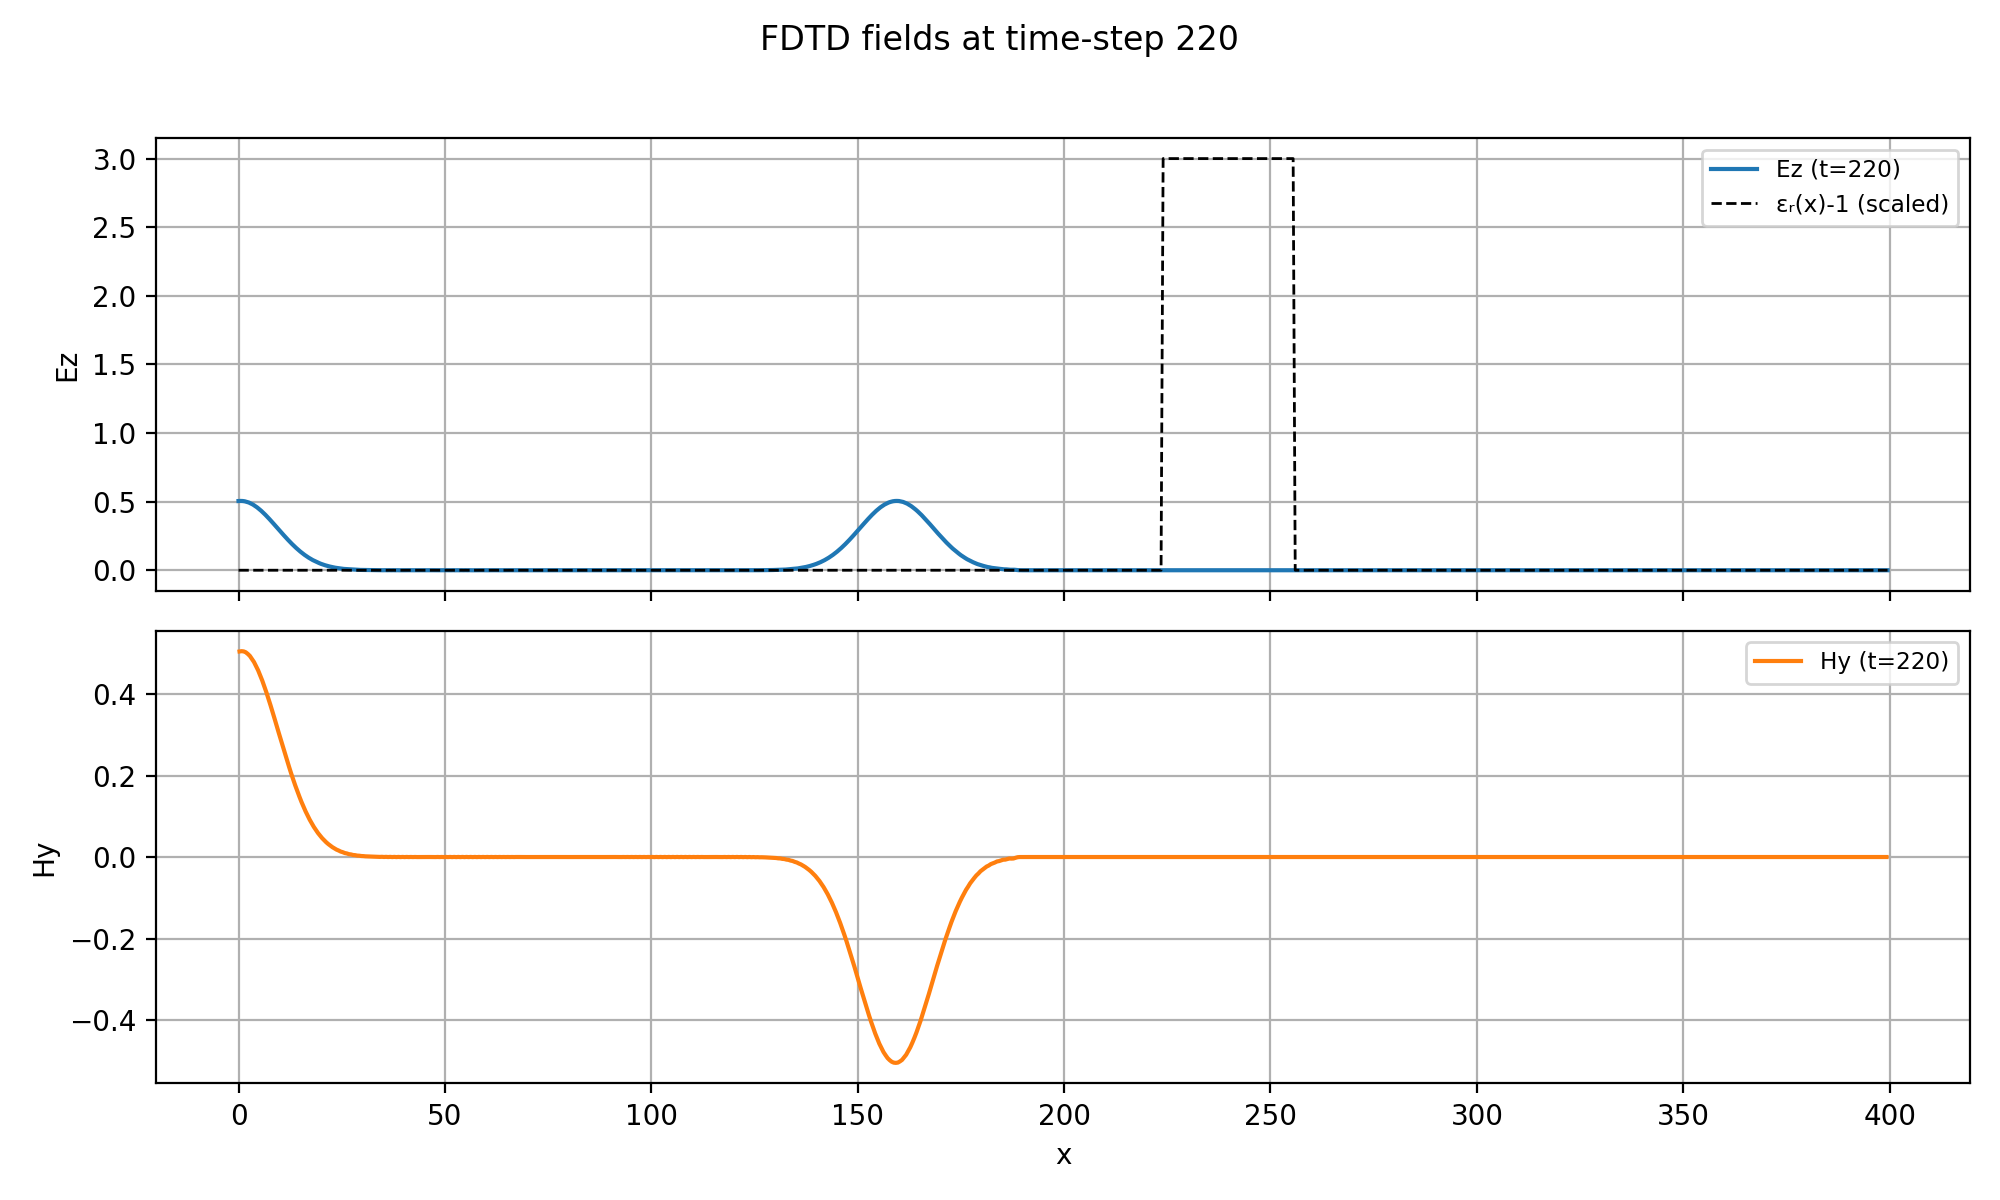 FDTD fields at time-step 220
3.0
2.5
2.0
1.5
1.0
0.5
0.0
Ez
Ez (t=220)
εᵣ(x)-1 (scaled)
0.4
0.2
0.0
−0.2
−0.4
Hy
Hy (t=220)
0 50 100 150 200 250 300 350 400
x